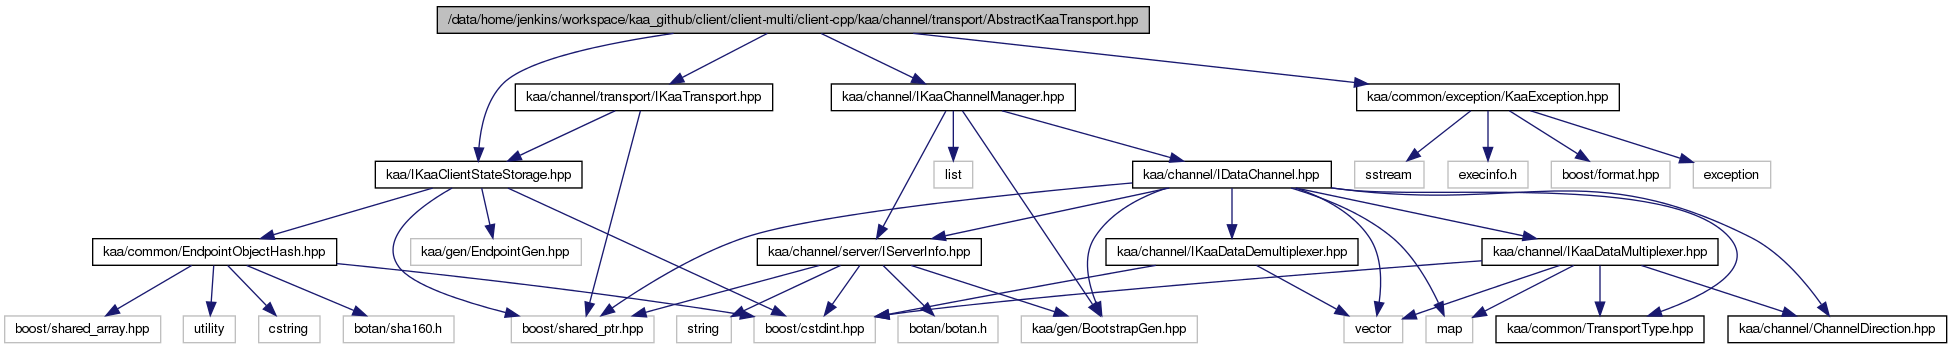 /data/home/jenkins/workspace/kaa_github/client/client-multi/client-cpp/kaa/channel/transport/AbstractKaaTransport.hpp
kaa/channel/transport/IKaaTransport.hpp
kaa/channel/IKaaChannelManager.hpp
kaa/common/exception/KaaException.hpp
kaa/IKaaClientStateStorage.hpp
list
kaa/channel/IDataChannel.hpp
sstream
execinfo.h
boost/format.hpp
exception
kaa/common/EndpointObjectHash.hpp
kaa/gen/EndpointGen.hpp
kaa/channel/server/IServerInfo.hpp
kaa/channel/IKaaDataDemultiplexer.hpp
kaa/channel/IKaaDataMultiplexer.hpp
boost/shared_array.hpp
utility
cstring
botan/sha160.h
boost/shared_ptr.hpp
string
boost/cstdint.hpp
botan/botan.h
kaa/gen/BootstrapGen.hpp
vector
map
kaa/common/TransportType.hpp
kaa/channel/ChannelDirection.hpp